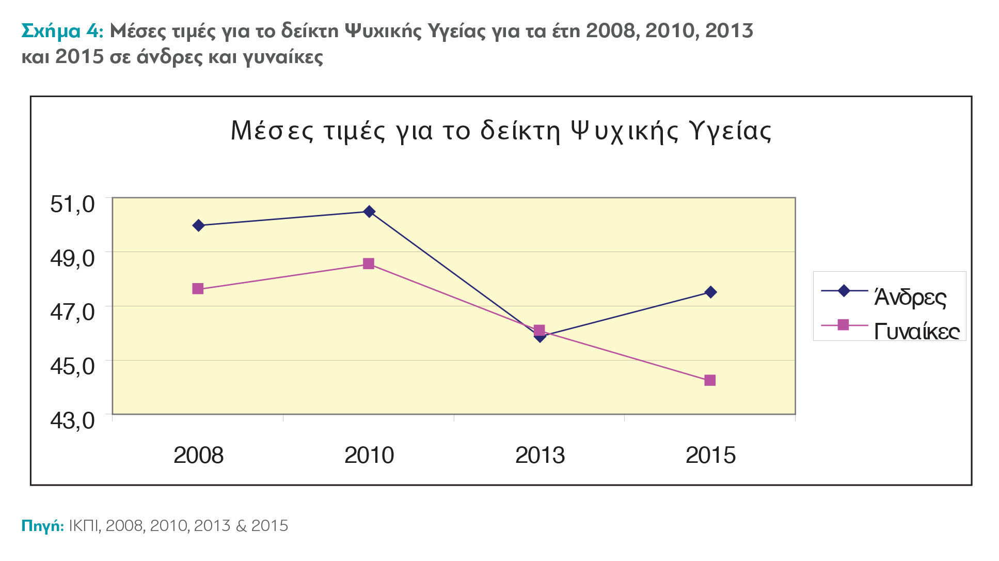 Σχήμα 4: Μέσες τιμές για το δείκτη Ψυχικής Υγείας για τα έτη 2008, 2010, 2013
και 2015 σε άνδρες και γυναίκες
Μέσες τιμές για το δείκτη Ψυχικής Υγείας
51,0
49,0
47,0
45,0
43,0
2008 2010 2013 2015
Άνδρες
Γυναίκες
Πηγή: ΙΚΠΙ, 2008, 2010, 2013 & 2015